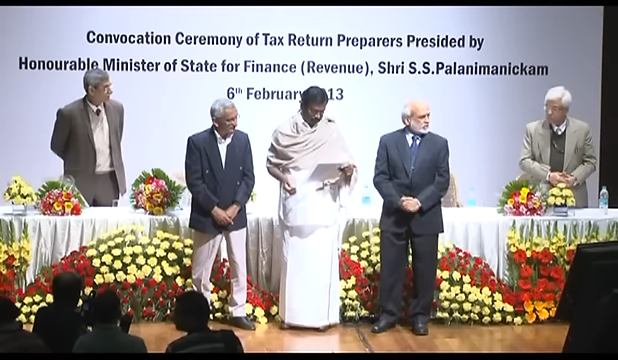 Convocation Ceremony of Tax Return Preparers Presided by
Honourable Minister of State for Finance (Revenue), Shri S.S.Palanimanickam
6th February 13